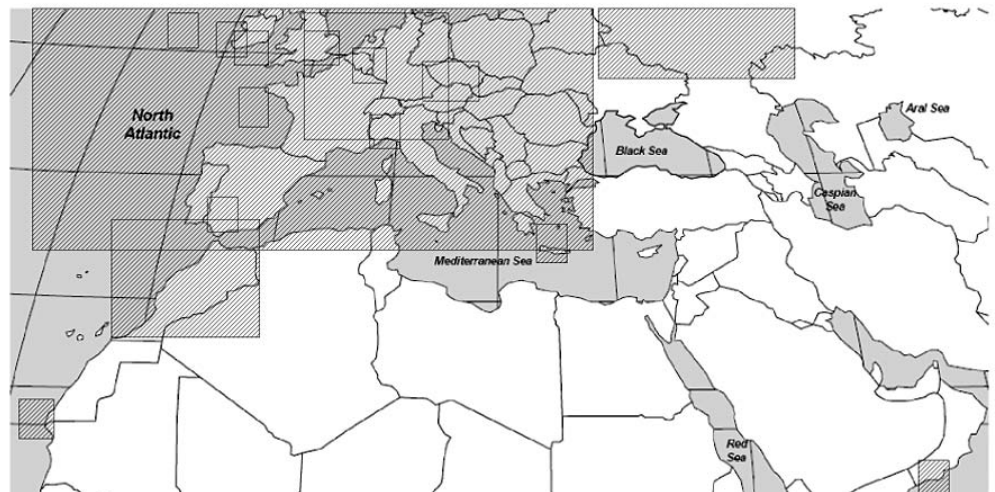 North
Atlantic
Aral Sea
Black Sea
Caspian
Sea
Mediterranean Sea
Red
Sea